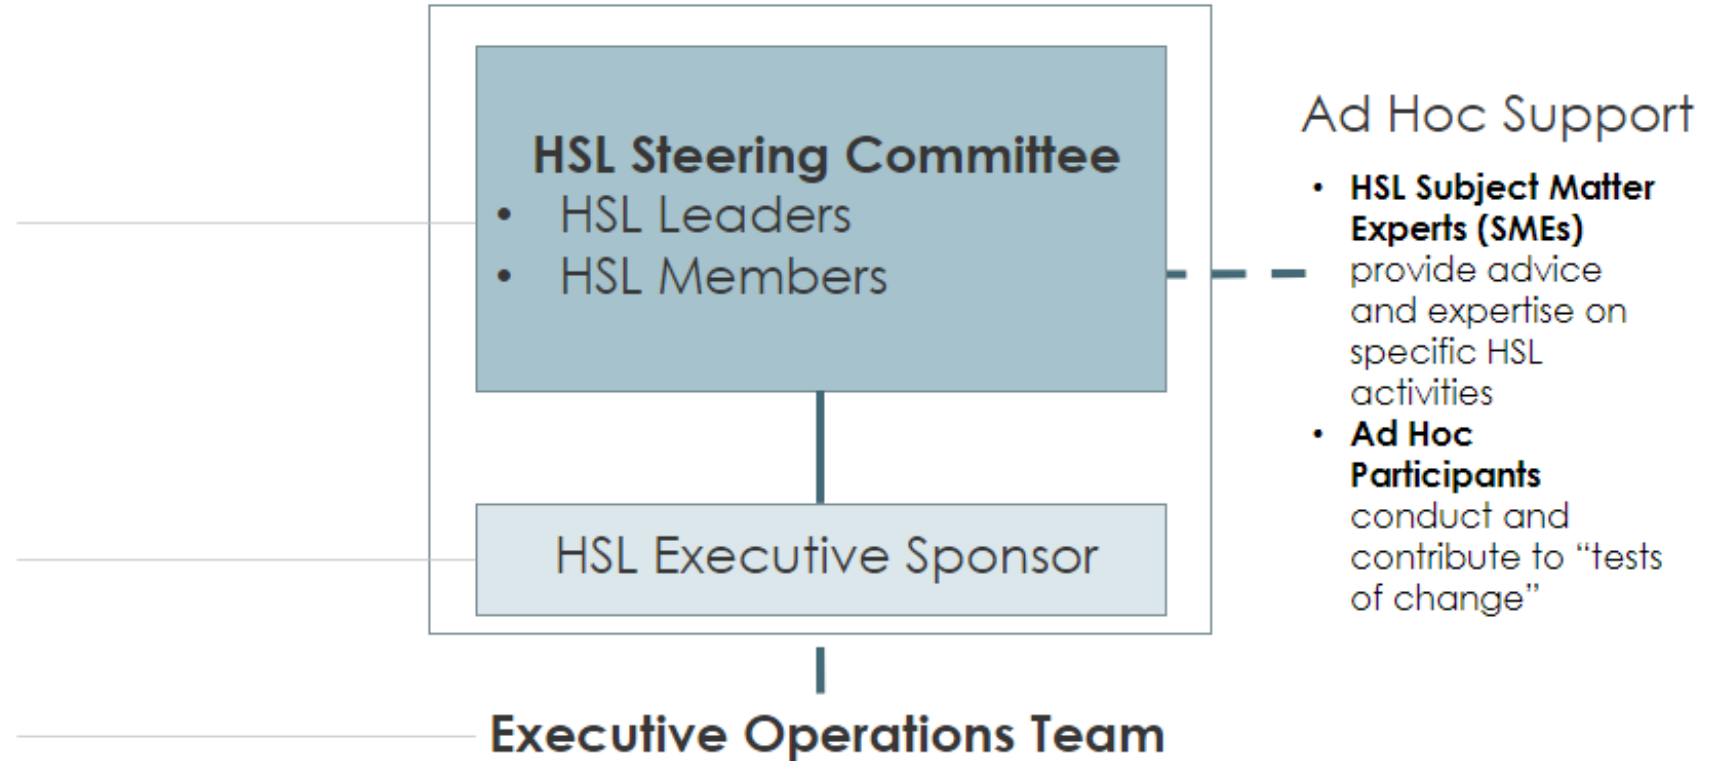 HSL Steering Committee
• HSL Leaders
• HSL Members
HSL Executive Sponsor
Executive Operations Team
Ad Hoc Support
• HSL Subject Matter
Experts (SMEs)
provide advice
and expertise on
specific HSL
activities
• Ad Hoc
Participants
conduct and
contribute to “tests
of change”